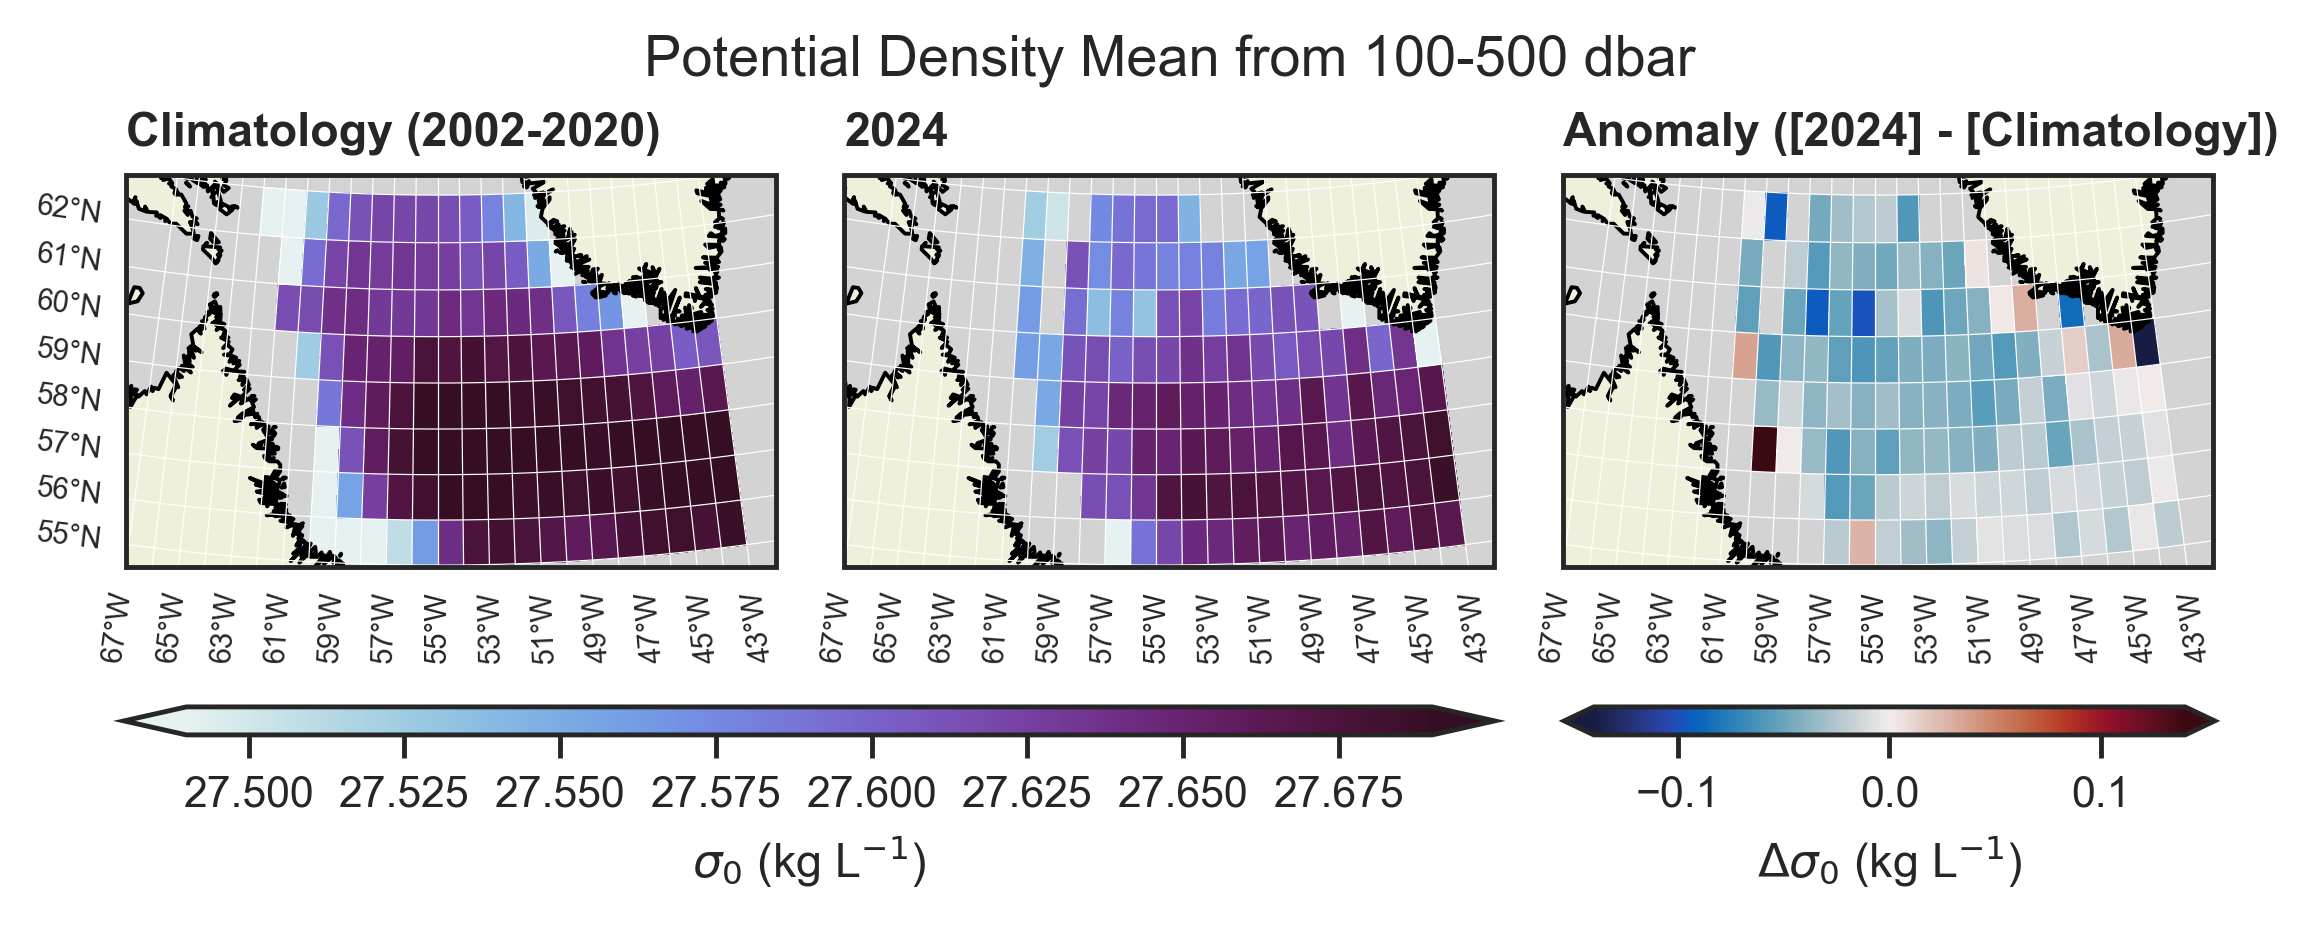 Potential Density Mean from 100-500 dbar
Climatology (2002-2020)
2024
Anomaly ([2024] - [Climatology])
62°N
61°N
60°N
59°N
58°N
57°N
56°N
55°N
67°W 65°W 63°W 61°W 59°W 57°W 55°W 53°W 51°W 49°W 47°W 45°W 43°W
67°W 65°W 63°W 61°W 59°W 57°W 55°W 53°W 51°W 49°W 47°W 45°W 43°W
67°W 65°W 63°W 61°W 59°W 57°W 55°W 53°W 51°W 49°W 47°W 45°W 43°W
27.500 27.525 27.550 27.575 27.600 27.625 27.650 27.675
σ₀ (kg L⁻¹)
−0.1 0.0 0.1
Δσ₀ (kg L⁻¹)